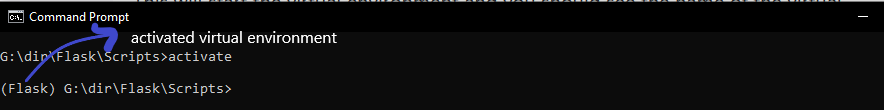 Command Prompt
activated virtual environment
G:\dir\Flask\Scripts>activate
(Flask) G:\dir\Flask\Scripts>